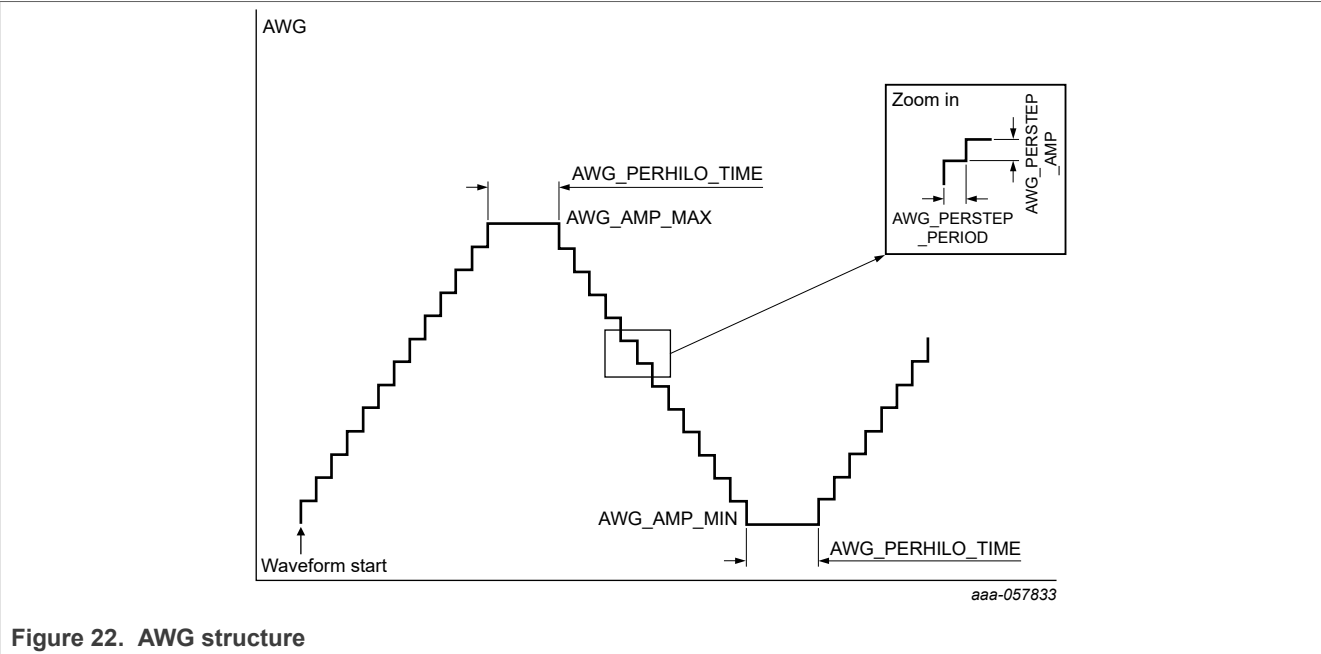 AWG
Zoom in
AWG_PERSTEP
_AMP
AWG_PERSTEP
_PERIOD
AWG_PERHILO_TIME
AWG_AMP_MAX
AWG_AMP_MIN
AWG_PERHILO_TIME
Waveform start
aaa-057833
Figure 22. AWG structure